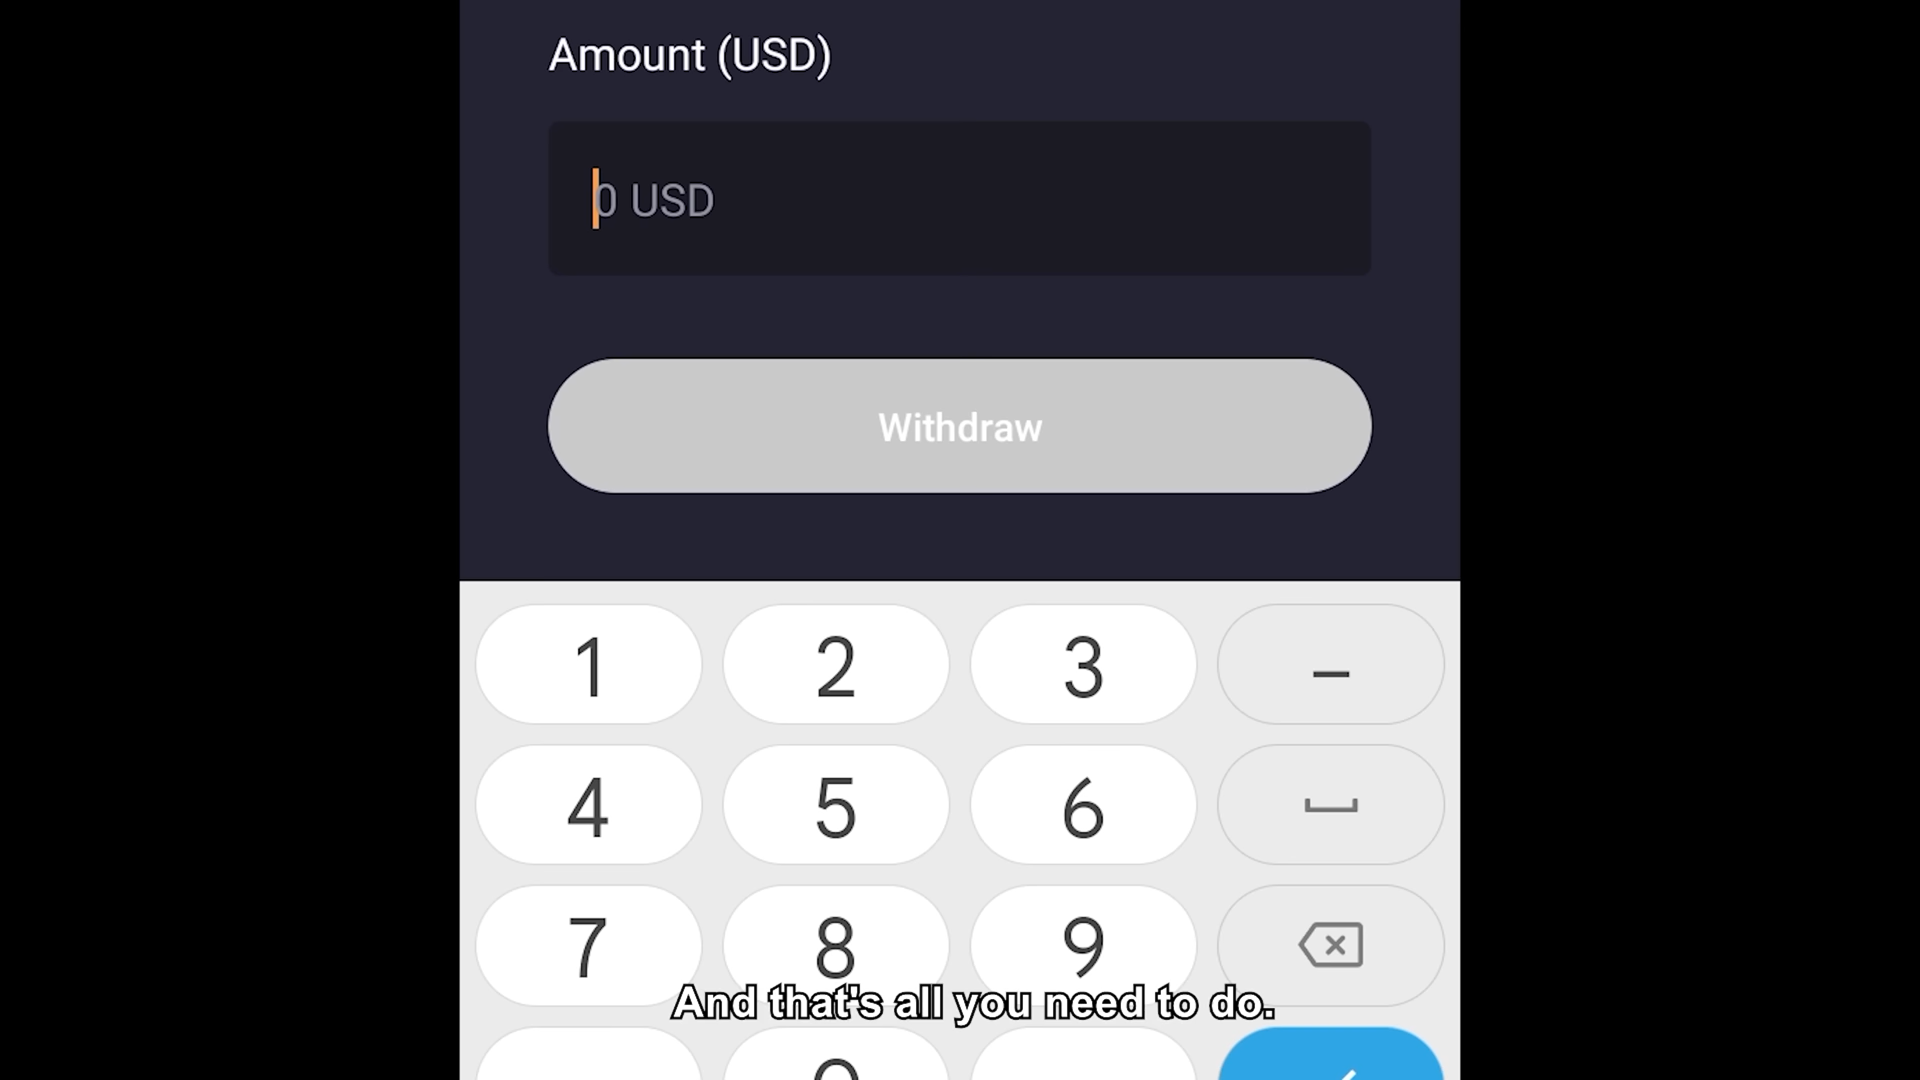 Amount (USD)
0 USD
Withdraw
1 2 3 –
4 5 6
7 8 9
And that's all you need to do.
0